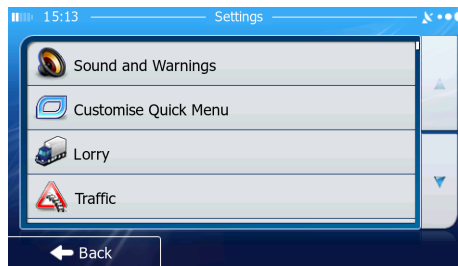 15:13 Settings
Sound and Warnings
Customise Quick Menu
Lorry
Traffic
Back